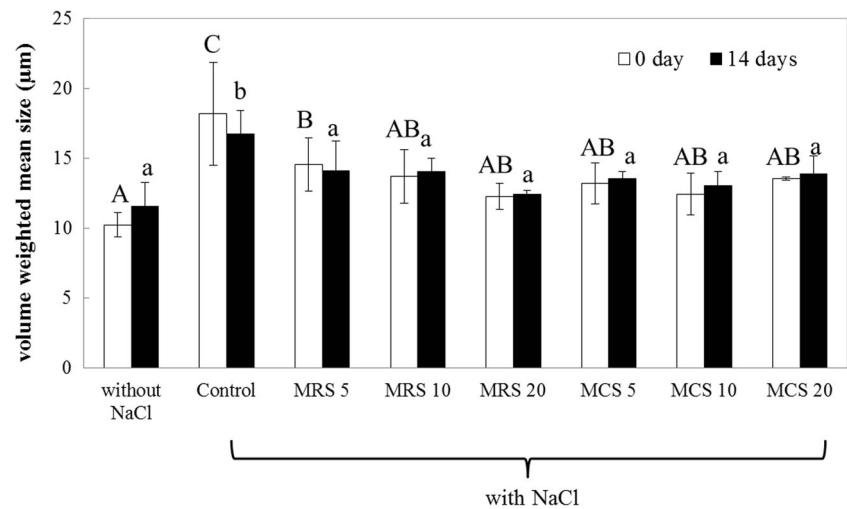 volume weighted mean size (µm)
25
20
15
10
5
0
0 day
14 days
A
a
C
b
B
a
AB
a
AB
a
AB
a
AB
a
AB
a
without
NaCl
Control
MRS 5
MRS 10
MRS 20
MCS 5
MCS 10
MCS 20
with NaCl